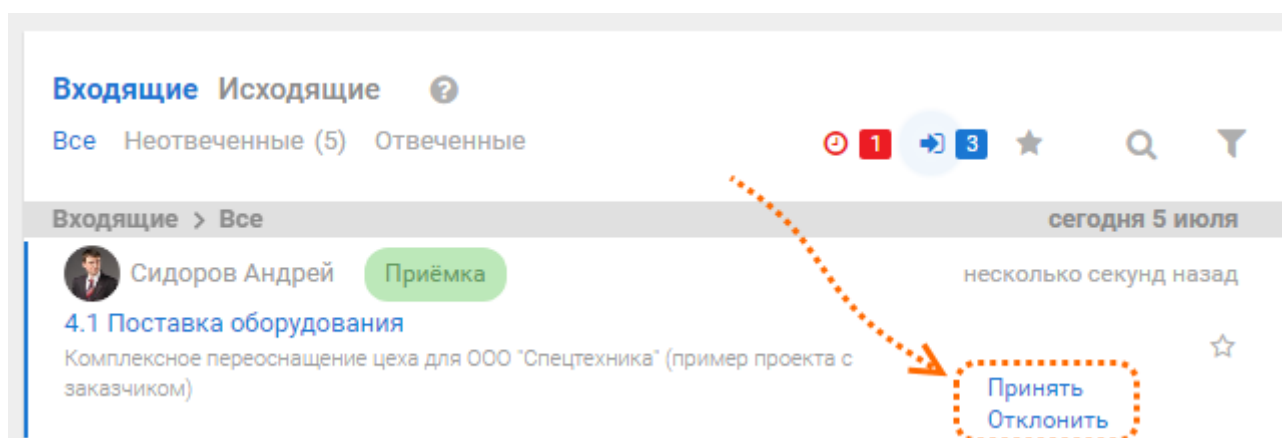 Входящие Исходящие ?
Все Неотвеченные (5) Отвеченные 1 3
Входящие > Все сегодня 5 июля
Сидоров Андрей Приёмка несколько секунд назад
4.1 Поставка оборудования
Комплексное переоснащение цеха для ООО "Спецтехника" (пример проекта с
заказчиком)
Принять
Отклонить